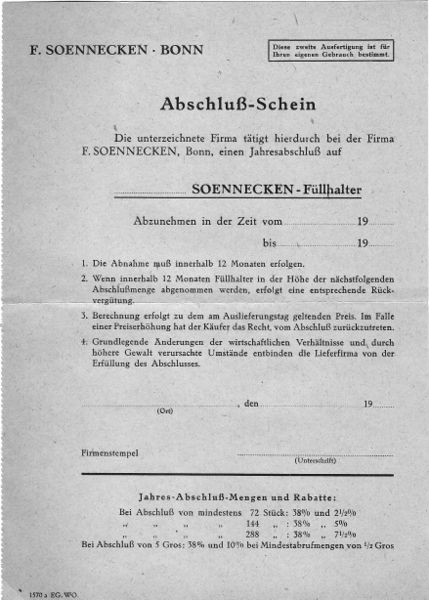 F. SOENNECKEN · BONN
Diese zweite Ausfertigung ist für
Ihren eigenen Gebrauch bestimmt.
Abschluß-Schein
Die unterzeichnete Firma tätigt hierdurch bei der Firma
F. SOENNECKEN, Bonn, einen Jahresabschluß auf
SOENNECKEN-Füllhalter
Abzunehmen in der Zeit vom 19
bis 19
1. Die Abnahme muß innerhalb 12 Monaten erfolgen.
2. Wenn innerhalb 12 Monaten Füllhalter in der Höhe der nächstfolgenden
Abschlußmenge abgenommen werden, erfolgt eine entsprechende Rück-
vergütung.
3. Berechnung erfolgt zu dem am Auslieferungstag geltenden Preis. Im Falle
einer Preiserhöhung hat der Käufer das Recht, vom Abschluß zurückzutreten.
4. Grundlegende Änderungen der wirtschaftlichen Verhältnisse und durch
höhere Gewalt verursachte Umstände entbinden die Lieferfirma von der
Erfüllung des Abschlusses.
, den 19
(Ort)
Firmenstempel
(Unterschrift)
Jahres-Abschluß-Mengen und Rabatte:
Bei Abschluß von mindestens 72 Stück: 38% und 2½%
„ „ „ „ 144 „ : 38% „ 5%
„ „ „ „ 288 „ : 38% „ 7½%
Bei Abschluß von 5 Gros: 38% und 10% bei Mindestabrufmengen von ½ Gros
1570 a EG. WO.